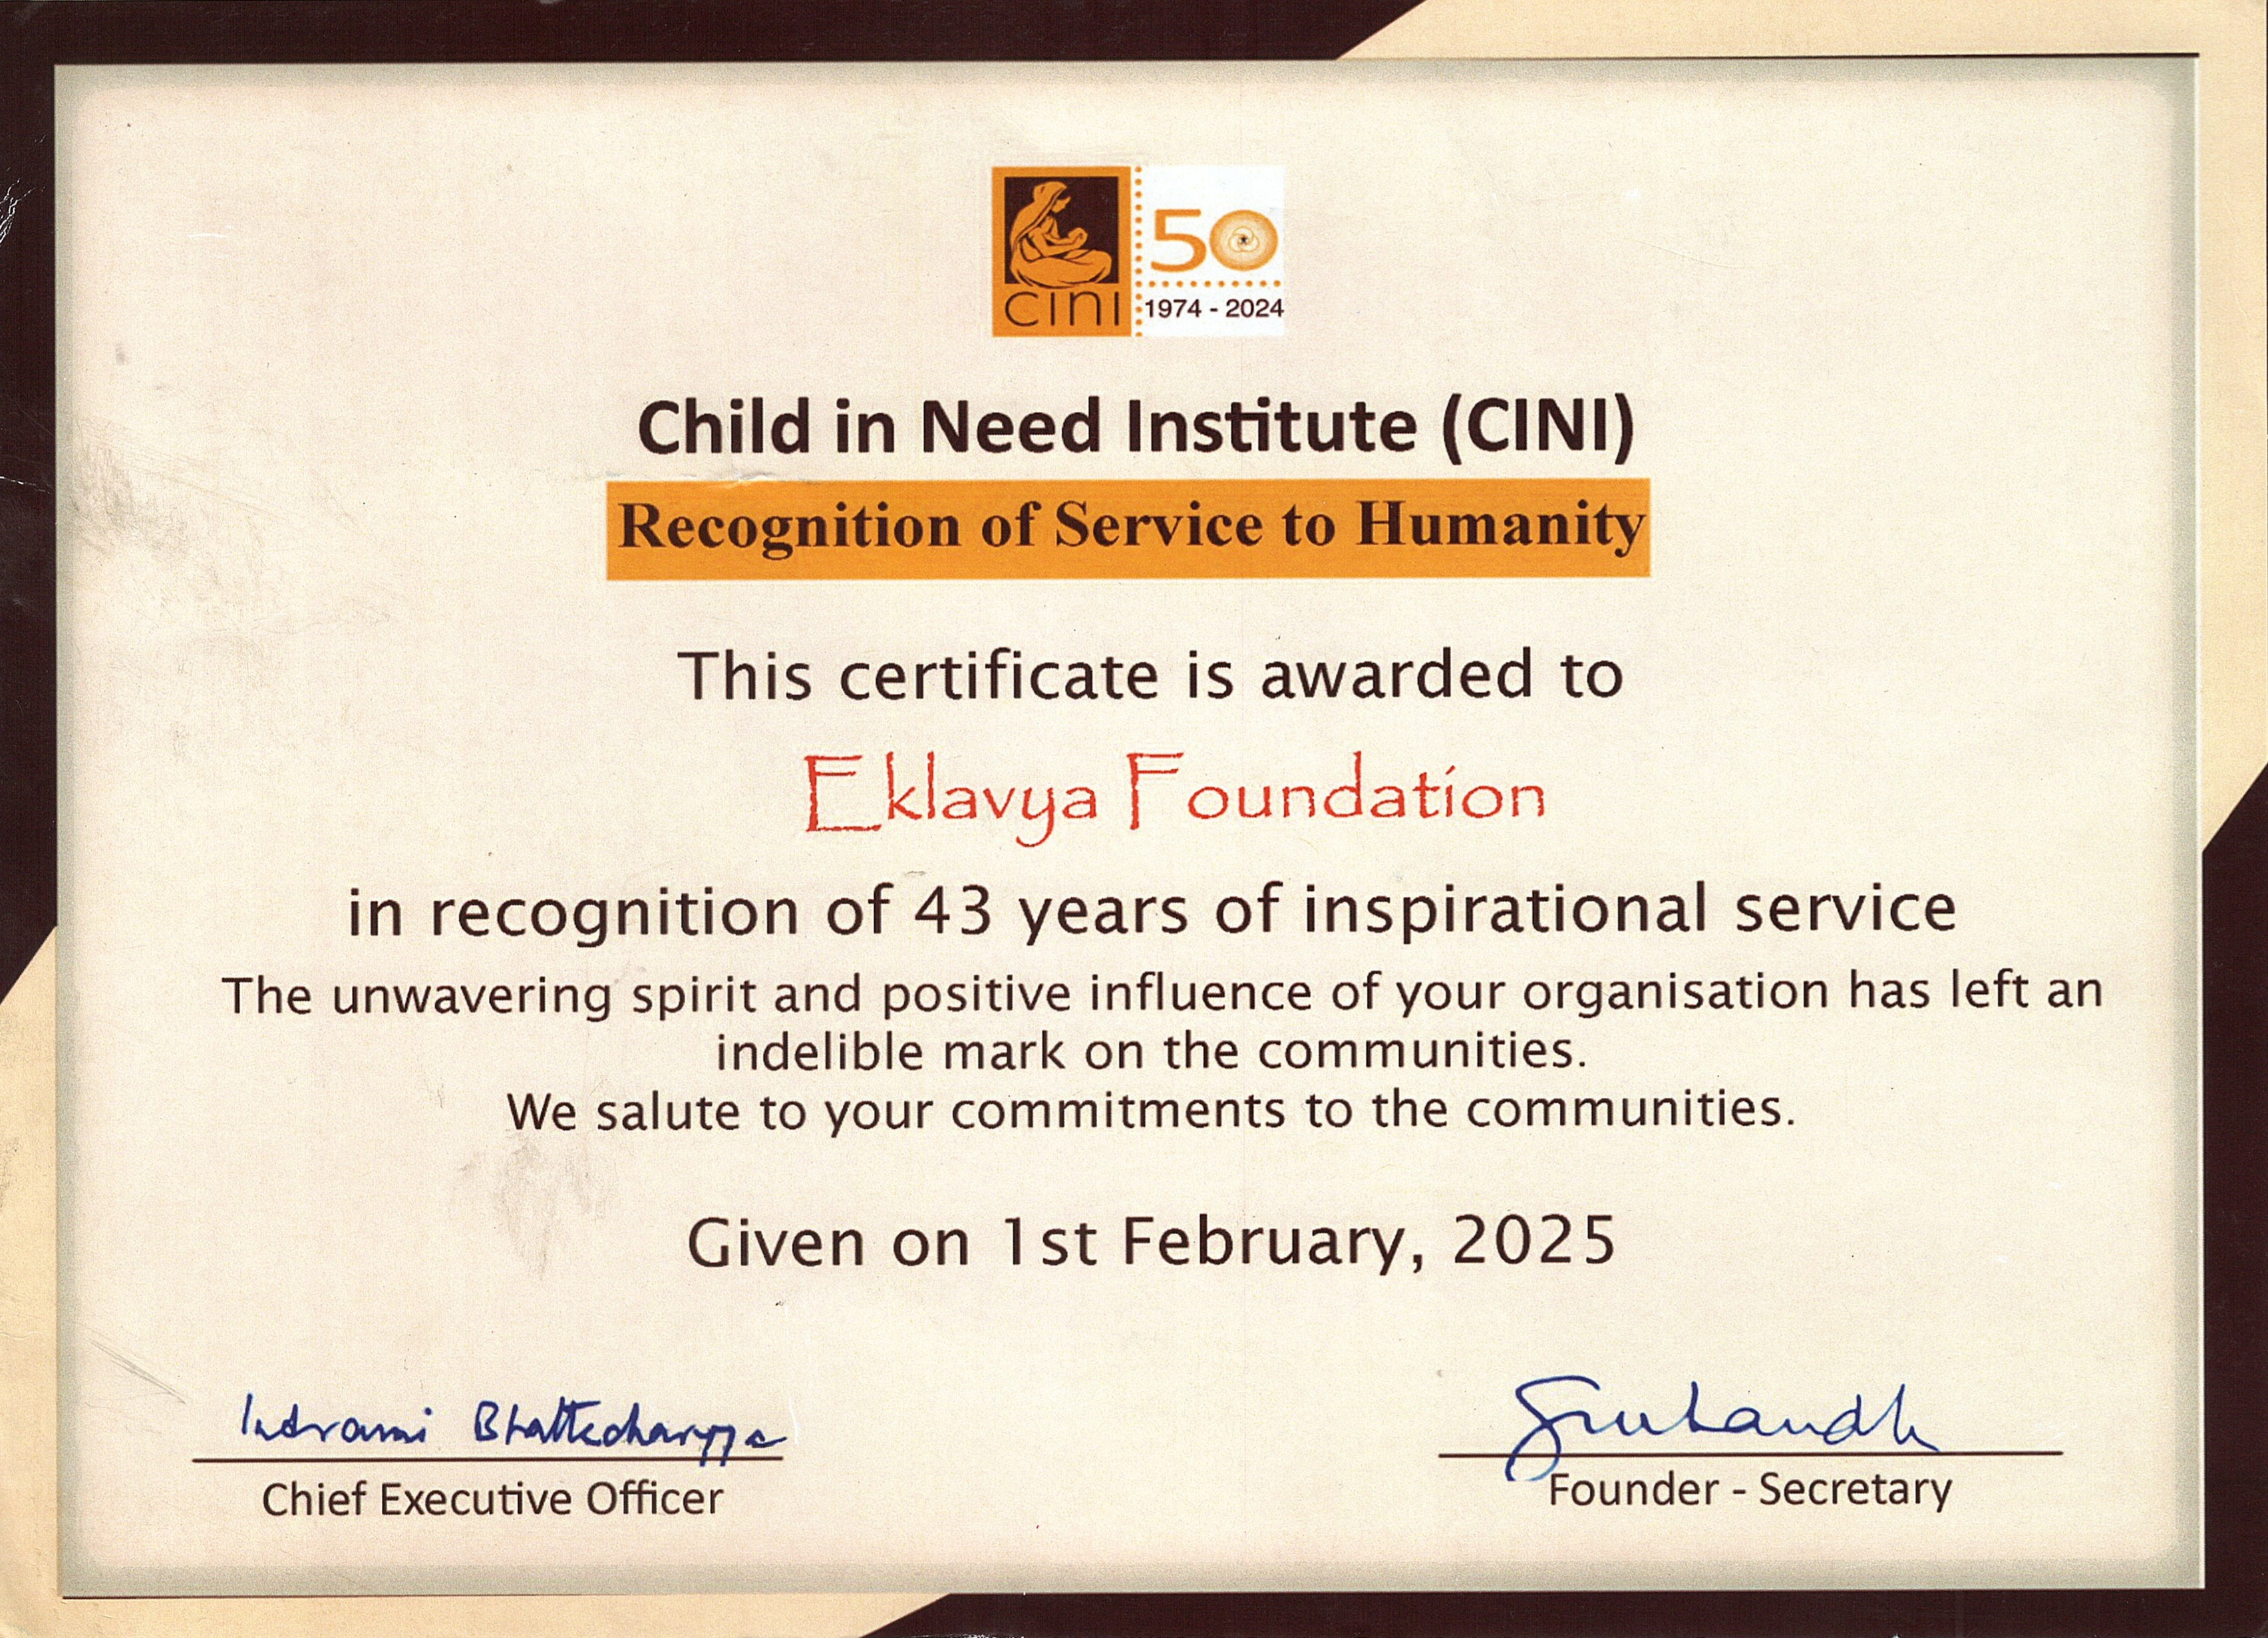 cini
50
1974 - 2024
Child in Need Institute (CINI)
Recognition of Service to Humanity
This certificate is awarded to
Eklavya Foundation
in recognition of 43 years of inspirational service
The unwavering spirit and positive influence of your organisation has left an
indelible mark on the communities.
We salute to your commitments to the communities.
Given on 1st February, 2025
Indrani Bhattacharyya
Chief Executive Officer
Founder - Secretary